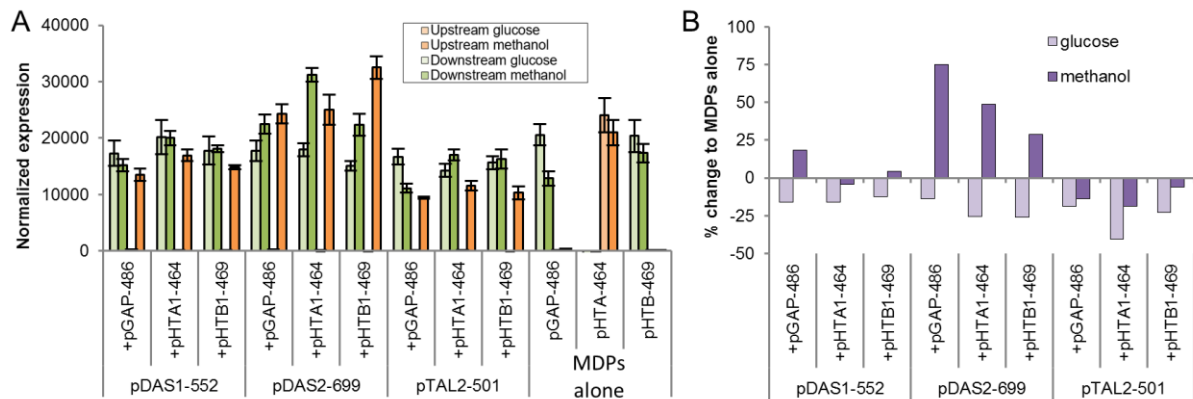 A
Normalized expression
40000
30000
20000
10000
0
Upstream glucose
Upstream methanol
Downstream glucose
Downstream methanol
+pGAP-486
+pHTA1-464
+pHTB1-469
+pGAP-486
+pHTA1-464
+pHTB1-469
+pGAP-486
+pHTA1-464
+pHTB1-469
pGAP-486
pHTA-464
pHTB-469
pDAS1-552
pDAS2-699
pTAL2-501
MDPs
alone
B
% change to MDPs alone
100
75
50
25
0
-25
-50
glucose
methanol
+pGAP-486
+pHTA1-464
+pHTB1-469
+pGAP-486
+pHTA1-464
+pHTB1-469
+pGAP-486
+pHTA1-464
+pHTB1-469
pDAS1-552
pDAS2-699
pTAL2-501